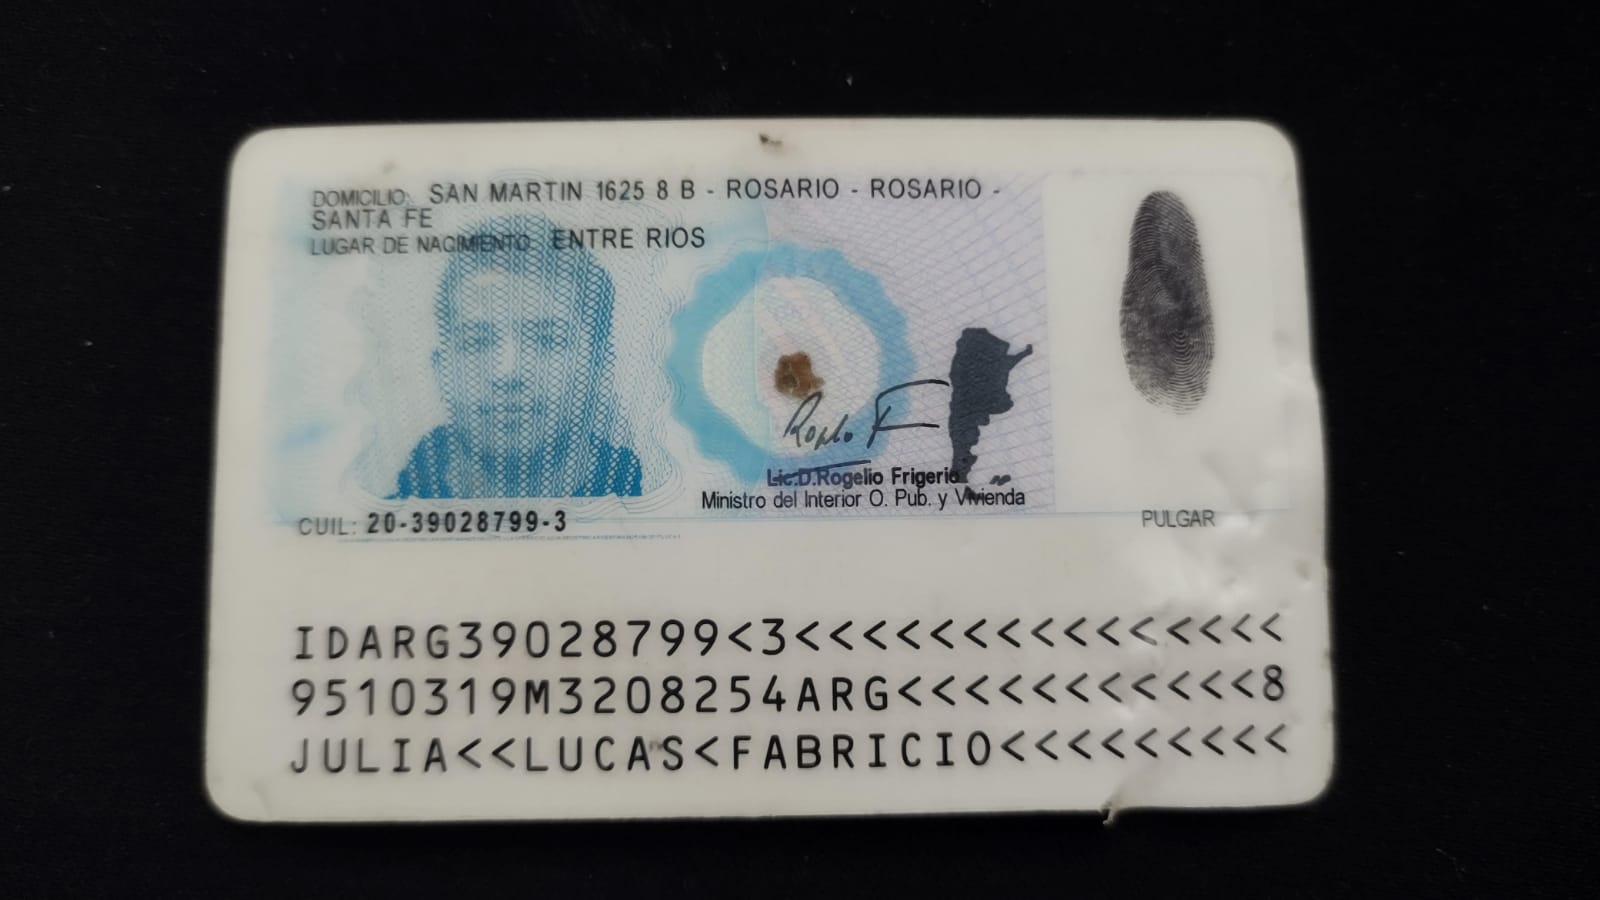 DOMICILIO: SAN MARTIN 1625 8 B - ROSARIO - ROSARIO -
SANTA FE
LUGAR DE NACIMIENTO: ENTRE RIOS
Lic.D.Rogelio Frigerio
Ministro del Interior O. Pub. y Vivienda
CUIL: 20-39028799-3
PULGAR
IDARG39028799<3<<<<<<<<<<<<<<<
9510319M3208254ARG<<<<<<<<<<<8
JULIA<<LUCAS<FABRICIO<<<<<<<<<